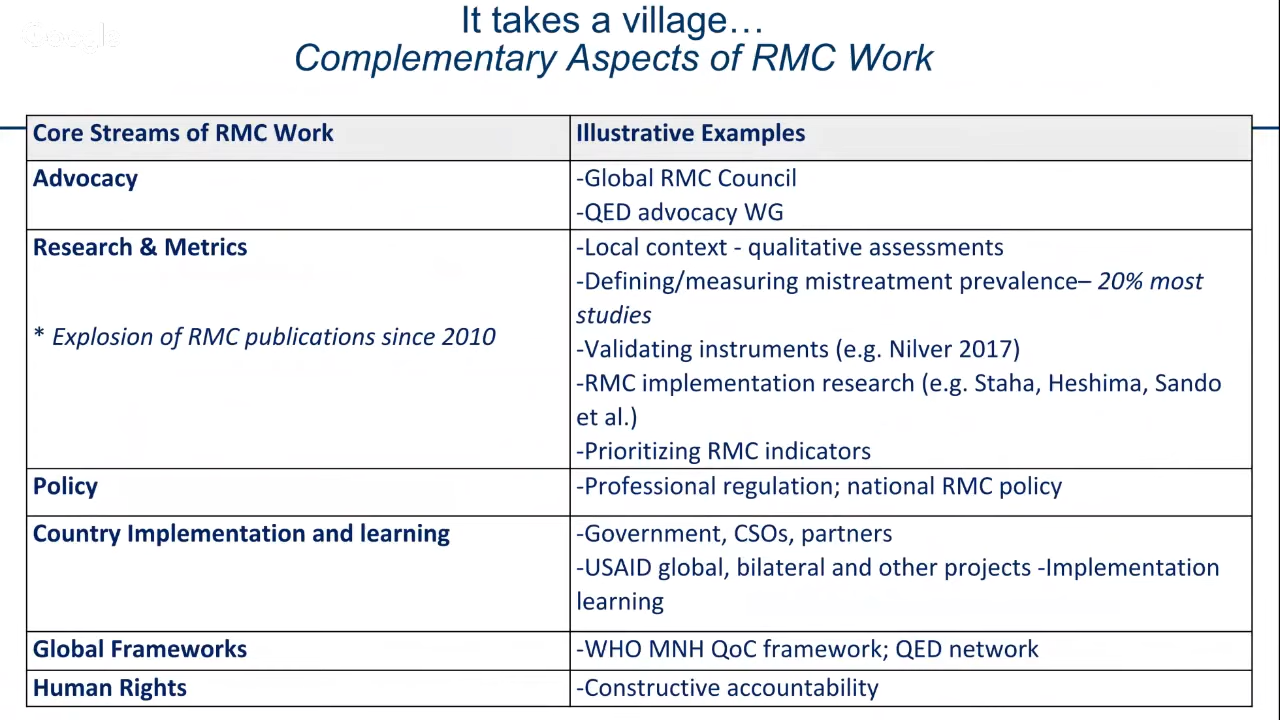 Google
It takes a village…
Complementary Aspects of RMC Work
Core Streams of RMC Work
Illustrative Examples
Advocacy
-Global RMC Council
-QED advocacy WG
Research & Metrics
* Explosion of RMC publications since 2010
-Local context - qualitative assessments
-Defining/measuring mistreatment prevalence– 20% most
studies
-Validating instruments (e.g. Nilver 2017)
-RMC implementation research (e.g. Staha, Heshima, Sando
et al.)
-Prioritizing RMC indicators
Policy
-Professional regulation; national RMC policy
Country Implementation and learning
-Government, CSOs, partners
-USAID global, bilateral and other projects -Implementation
learning
Global Frameworks
-WHO MNH QoC framework; QED network
Human Rights
-Constructive accountability